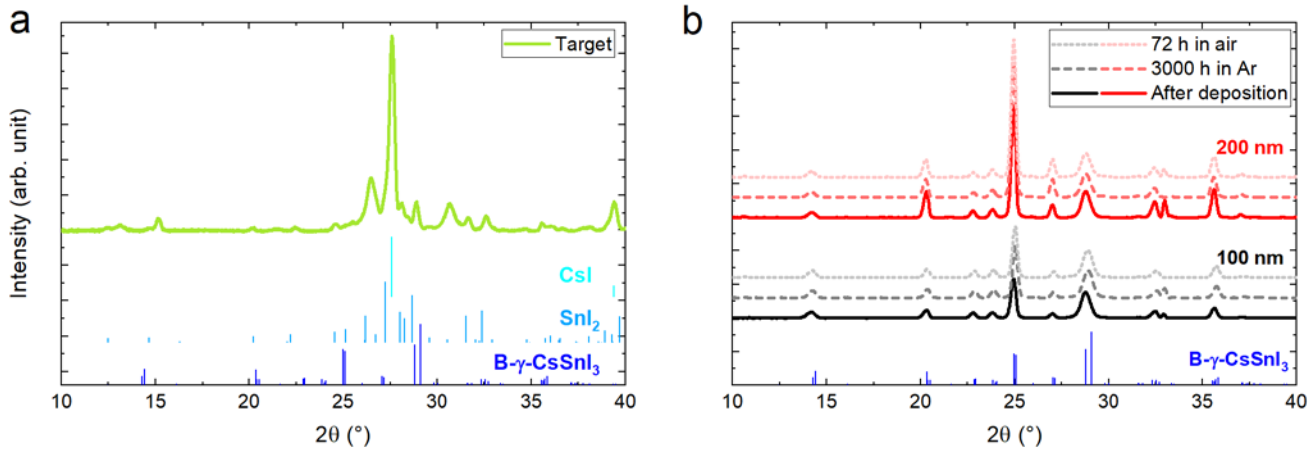 a
Target
CsI
SnI₂
B-γ-CsSnI₃
Intensity (arb. unit)
10 15 20 25 30 35 40
2θ (°)
b
72 h in air
3000 h in Ar
After deposition
200 nm
100 nm
B-γ-CsSnI₃
10 15 20 25 30 35 40
2θ (°)